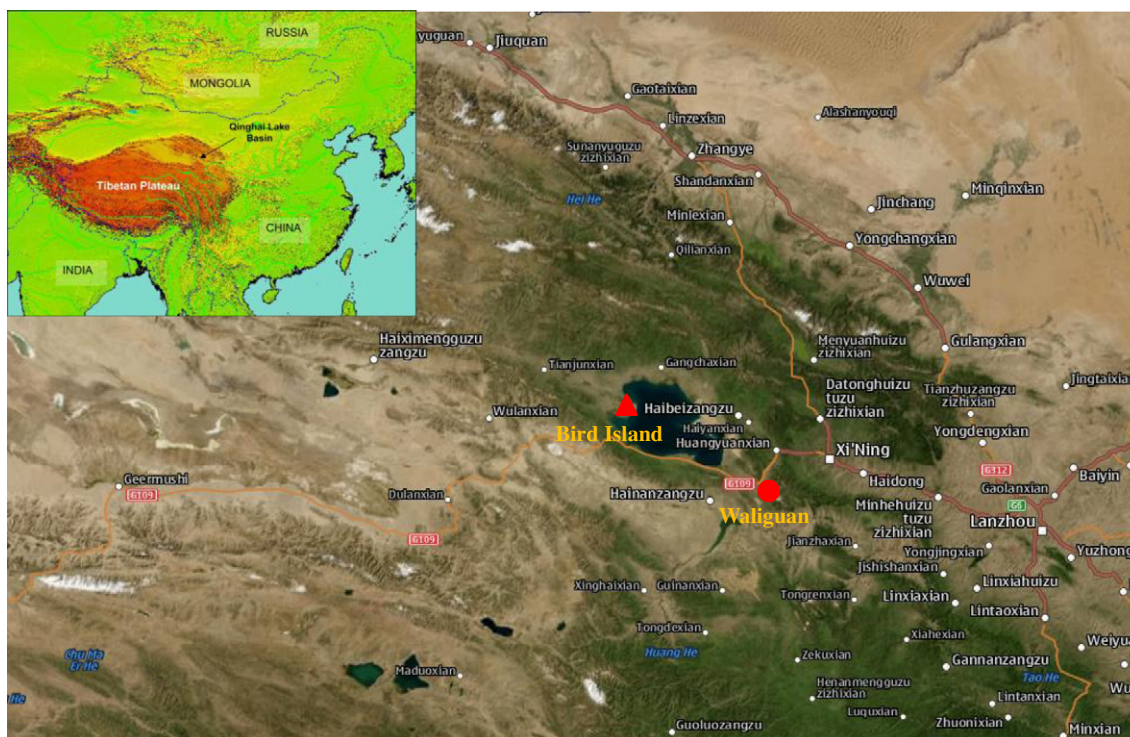 RUSSIA
MONGOLIA
Qinghai Lake
Basin
Tibetan Plateau
CHINA
INDIA
yuguan
Jiuquan
Gaotaixian
Alashanyouqi
Linzexian
Sunanyuguzu
zizhixian
Zhangye
Shandanxian
Minqinxian
Hei He
Jinchang
Minlexian
Qilianxian
Yongchangxian
Wuwei
Haiximengguzu
zangzu
Menyuanhuizu
zizhixian
Gulangxian
Tianjunxian
Gangchaxian
Jingtaixian
Datonghuizu
tuzu
zizhixian
Tianzhuzangzu
zizhixian
Wulanxian
Bird Island
Haibeizangzu
Haiyanxian
Huangyuanxian
Yongdengxian
Xi'Ning
Geermushi
G109
Dulanxian
G109
Hainanzangzu
G109
Waliguan
Haidong
G312
Baiyin
Gaolanxian
G6
Minhehuizu
tuzu
zizhixian
Lanzhou
Jianzhaxian
Yongjingxian
Yuzhong
Jishishanxian
Xinghaixian
Guinanxian
Tongrenxian
Linxiahuizu
Linxiaxian
Lintaoxian
Tongdexian
Xiahexian
Weiyua
Chu Ma
Er He
Huang He
Maduoxian
Zekuxian
Gannanzangzu
Tao He
Wu
He
Henanmengguzu
zizhixian
Lintanxian
Luquxian
Zhuonixian
Guoluozangzu
Minxian